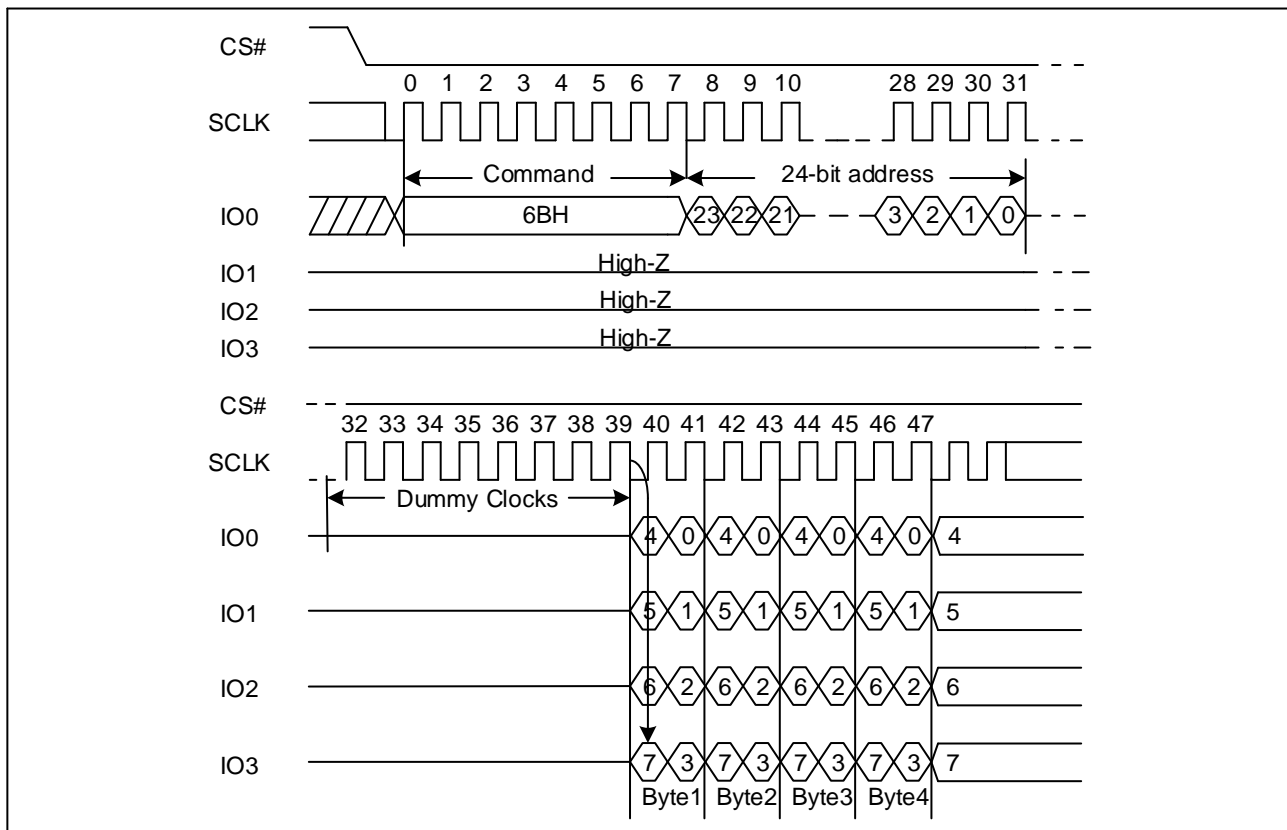 CS#
0 1 2 3 4 5 6 7 8 9 10 28 29 30 31
SCLK
Command 24-bit address
IO0 6BH 23 22 21 3 2 1 0
IO1 High-Z
IO2 High-Z
IO3 High-Z
CS#
32 33 34 35 36 37 38 39 40 41 42 43 44 45 46 47
SCLK
Dummy Clocks
IO0 4 0 4 0 4 0 4 0 4
IO1 5 1 5 1 5 1 5 1 5
IO2 6 2 6 2 6 2 6 2 6
IO3 7 3 7 3 7 3 7 3 7
Byte1 Byte2 Byte3 Byte4